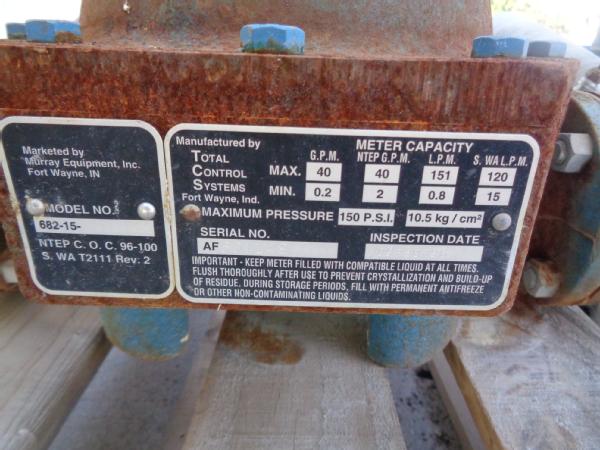 Marketed by
Murray Equipment, Inc.
Fort Wayne, IN
MODEL NO.
682-15-
NTEP C. O. C. 96-100
S. WA T2111 Rev: 2
Manufactured by
TOTAL
CONTROL
SYSTEMS
Fort Wayne, Ind.
METER CAPACITY
G.P.M. NTEP G.P.M. L.P.M. S. WA L.P.M.
MAX. 40 40 151 120
MIN. 0.2 2 0.8 15
MAXIMUM PRESSURE 150 P.S.I. 10.5 kg / cm²
SERIAL NO. INSPECTION DATE
AF
IMPORTANT - KEEP METER FILLED WITH COMPATIBLE LIQUID AT ALL TIMES.
FLUSH THOROUGHLY AFTER USE TO PREVENT CRYSTALLIZATION AND BUILD-UP
OF RESIDUE. DURING STORAGE PERIODS, FILL WITH PERMANENT ANTIFREEZE
OR OTHER NON-CONTAMINATING LIQUIDS.